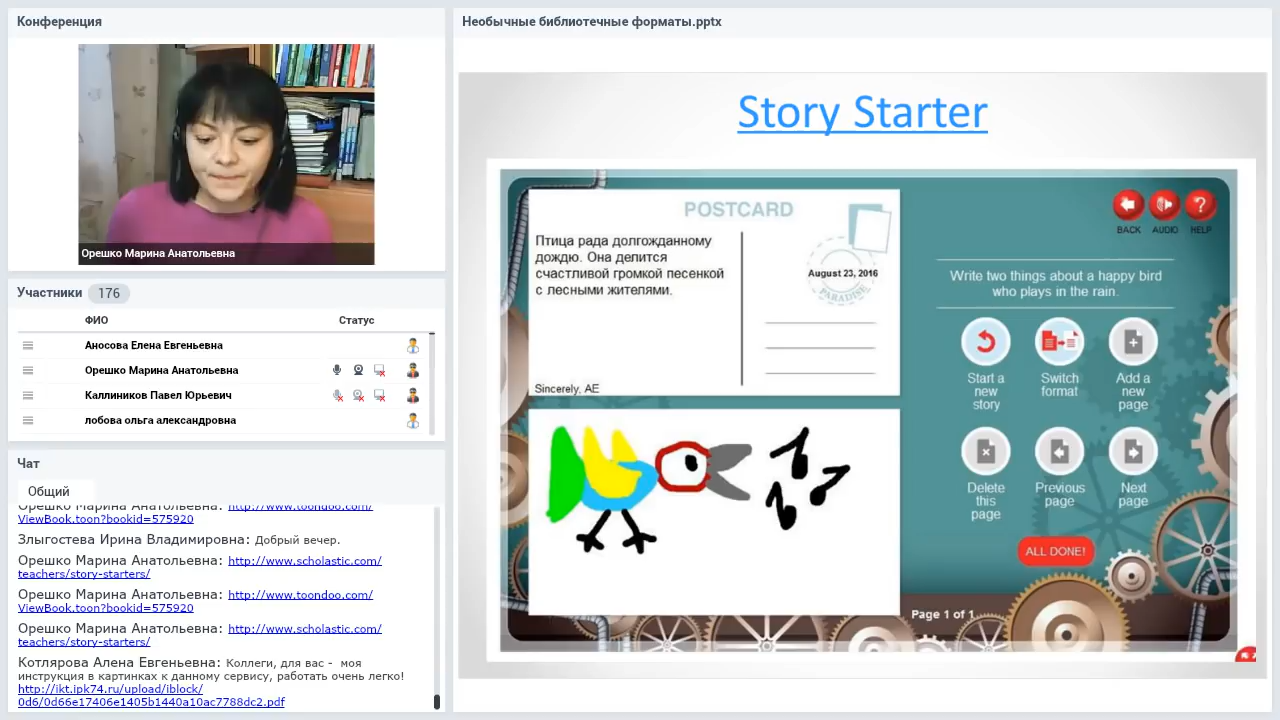 Конференция
Орешко Марина Анатольевна
Участники 176
ФИО Статус
Аносова Елена Евгеньевна
Орешко Марина Анатольевна
Каллиников Павел Юрьевич
лобова ольга александровна
Чат
Общий
Орешко Марина Анатольевна: http://www.toondoo.com/
ViewBook.toon?bookid=575920
Злыгостева Ирина Владимировна: Добрый вечер.
Орешко Марина Анатольевна: http://www.scholastic.com/
teachers/story-starters/
Орешко Марина Анатольевна: http://www.toondoo.com/
ViewBook.toon?bookid=575920
Орешко Марина Анатольевна: http://www.scholastic.com/
teachers/story-starters/
Котлярова Алена Евгеньевна: Коллеги, для вас - моя
инструкция в картинках к данному сервису, работать очень легко!
http://ikt.ipk74.ru/upload/iblock/
0d6/0d66e17406e1405b1440a10ac7788dc2.pdf
Необычные библиотечные форматы.pptx
Story Starter
POSTCARD
Птица рада долгожданному
дождю. Она делится
счастливой громкой песенкой
с лесными жителями.
August 23, 2016
PARADISE
Sincerely, AE
BACK AUDIO HELP
Write two things about a happy bird
who plays in the rain.
Start a
new
story
Switch
format
Add a
new
page
Delete
this
page
Previous
page
Next
page
ALL DONE!
Page 1 of 1